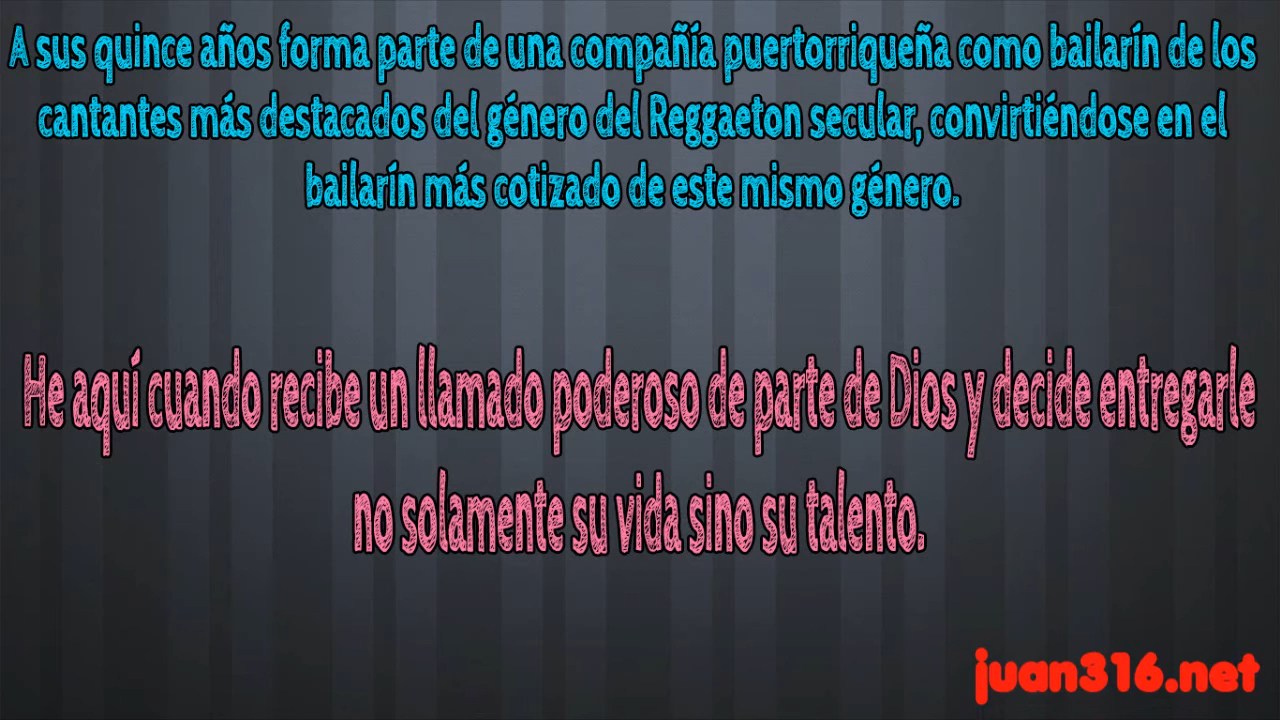 A sus quince años forma parte de una compañía puertorriqueña como bailarín de los
cantantes más destacados del género del Reggaeton secular, convirtiéndose en el
bailarín más cotizado de este mismo género.
He aquí cuando recibe un llamado poderoso de parte de Dios y decide entregarle
no solamente su vida sino su talento.
juan316.net